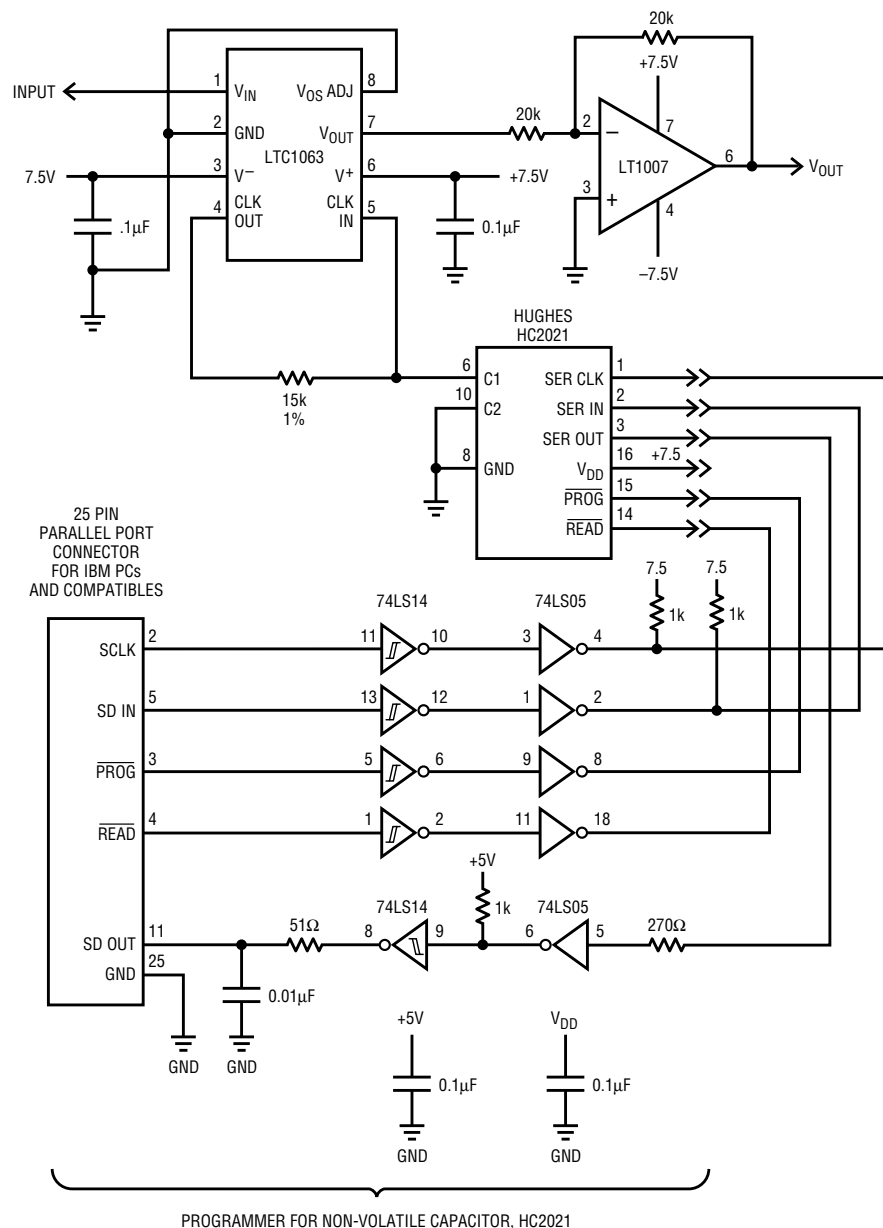 20k
+7.5V
INPUT
1
VIN
VOS ADJ
8
2
GND
VOUT
7
20k
2
–
7
LTC1063
LT1007
6
VOUT
7.5V
3
V–
V+
6
+7.5V
3
+
4
CLK
OUT
CLK
IN
5
4
.1µF
0.1µF
–7.5V
HUGHES
HC2021
15k
1%
6
C1
SER CLK
1
10
C2
SER IN
2
SER OUT
3
8
GND
VDD
16
+7.5
PROG
15
READ
14
25 PIN
PARALLEL PORT
CONNECTOR
FOR IBM PCs
AND COMPATIBLES
74LS14
74LS05
7.5
7.5
1k
1k
SCLK
2
11
10
3
4
SD IN
5
13
12
1
2
PROG
3
5
6
9
8
READ
4
1
2
11
18
+5V
1k
74LS14
74LS05
SD OUT
11
51Ω
8
9
6
5
270Ω
GND
25
0.01µF
GND
GND
+5V
VDD
0.1µF
0.1µF
GND
GND
PROGRAMMER FOR NON-VOLATILE CAPACITOR, HC2021